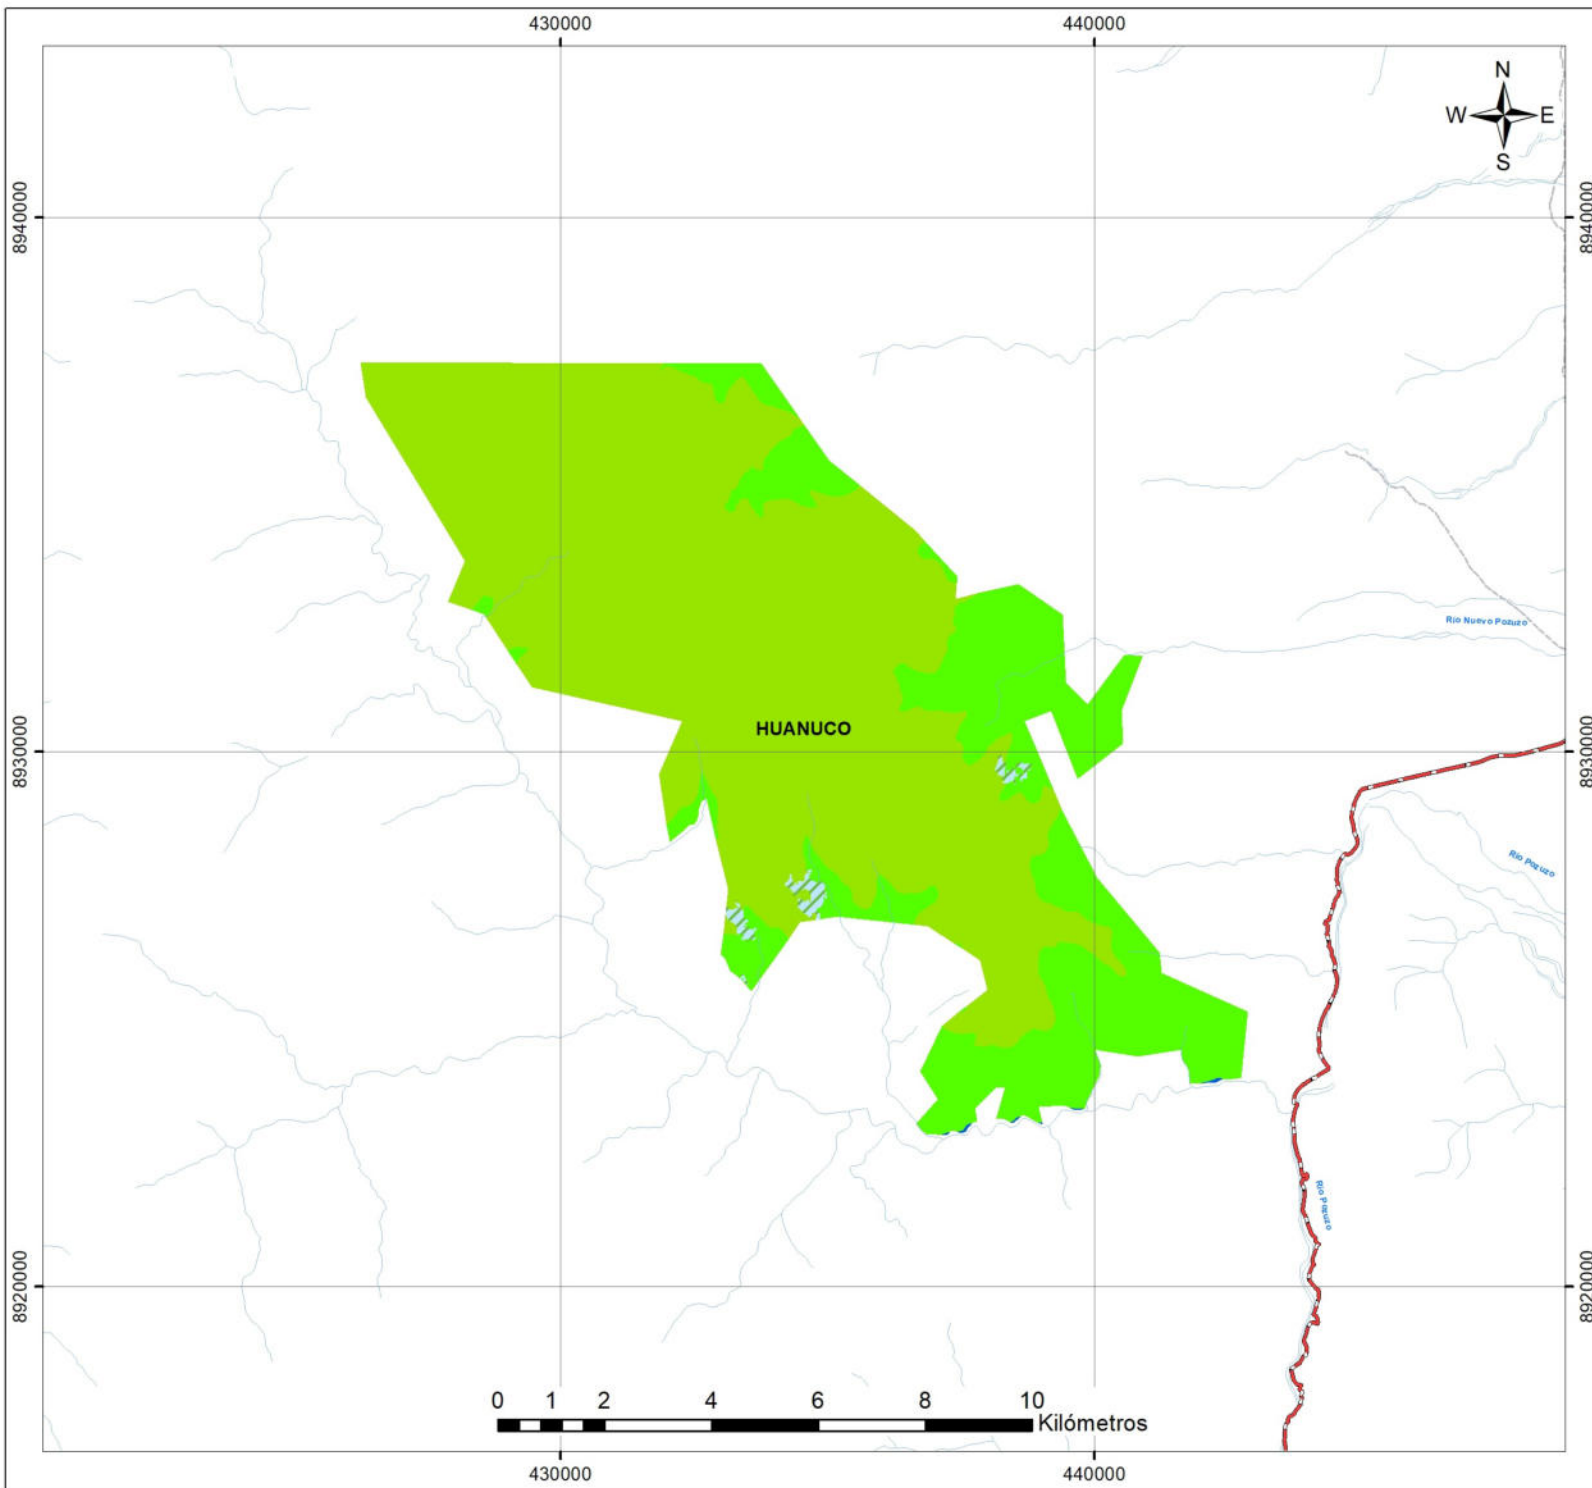 430000 440000
N
W E
S
8940000 8940000
Rio Nuevo Pozuzo
HUANUCO
8930000 8930000
Rio Pozuzo
Rio Pozuzo
8920000 8920000
0 1 2 4 6 8 10
Kilómetros
430000 440000